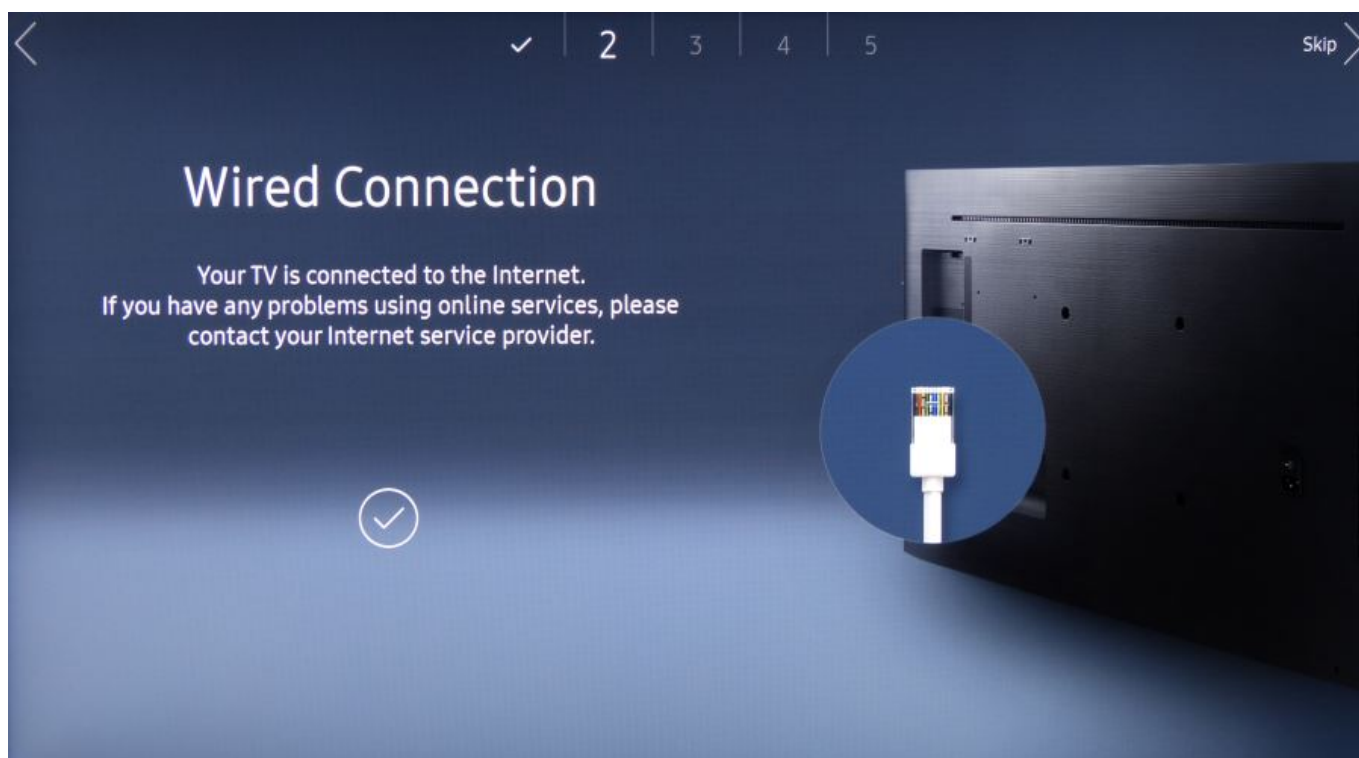 2 3 4 5 Skip
Wired Connection
Your TV is connected to the Internet.
If you have any problems using online services, please
contact your Internet service provider.